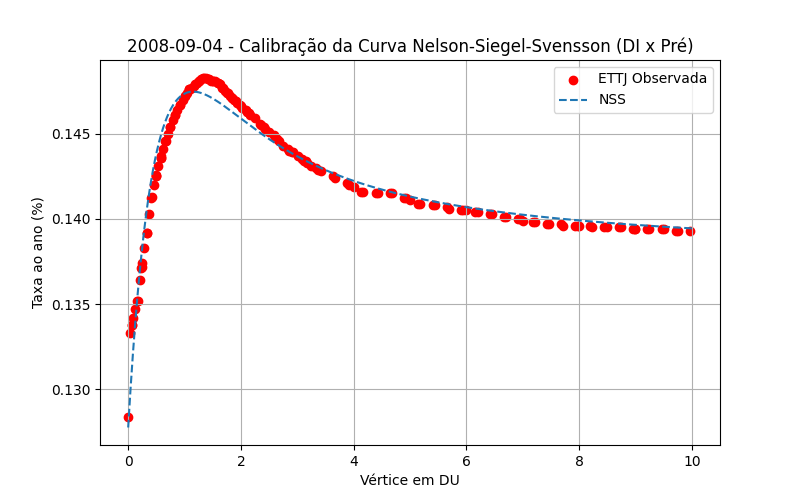 2008-09-04 - Calibração da Curva Nelson-Siegel-Svensson (DI x Pré)
ETTJ Observada
NSS
Taxa ao ano (%)
0.145
0.140
0.135
0.130
0
2
4
6
8
10
Vértice em DU